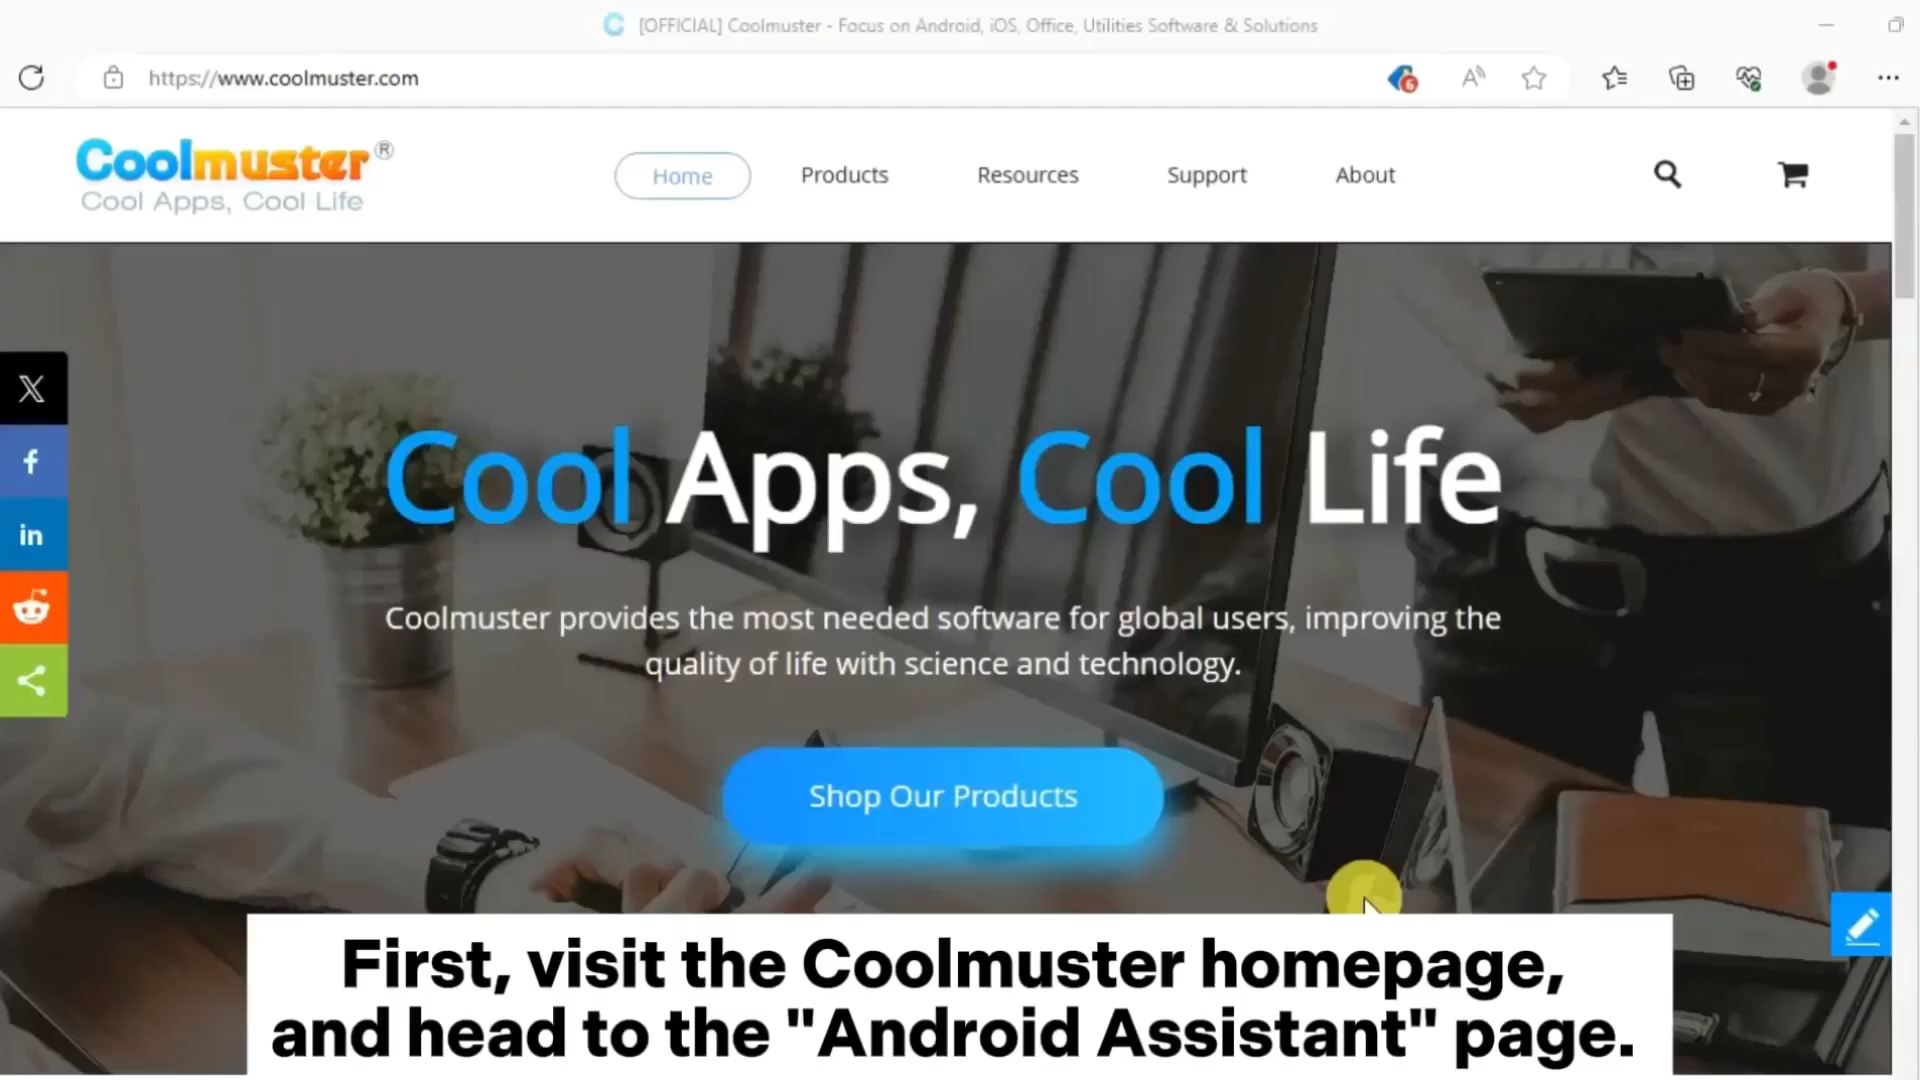 [OFFICIAL] Coolmuster - Focus on Android, iOS, Office, Utilities Software & Solutions
https://www.coolmuster.com
6
Coolmuster®
Cool Apps, Cool Life
Home Products Resources Support About
Cool Apps, Cool Life
Coolmuster provides the most needed software for global users, improving the
quality of life with science and technology.
Shop Our Products
First, visit the Coolmuster homepage,
and head to the "Android Assistant" page.